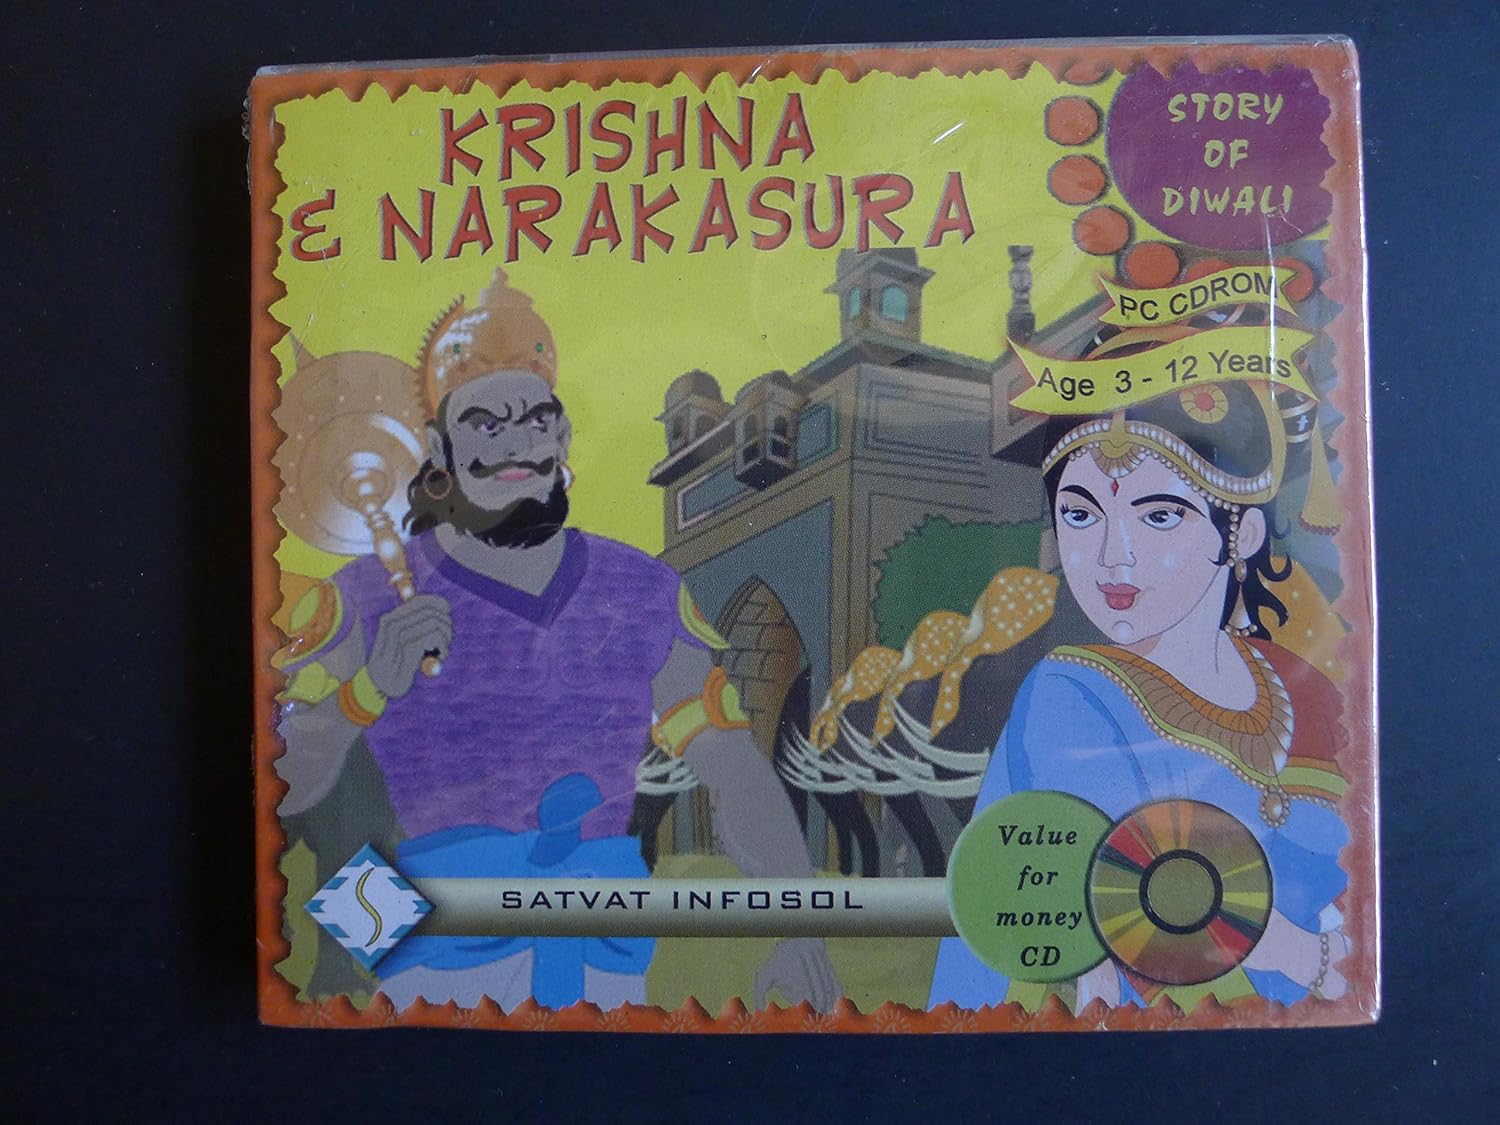 KRISHNA
& NARAKASURA
STORY
OF
DIWALI
PC CDROM
Age 3 - 12 Years
SATVAT INFOSOL
Value
for
money
CD